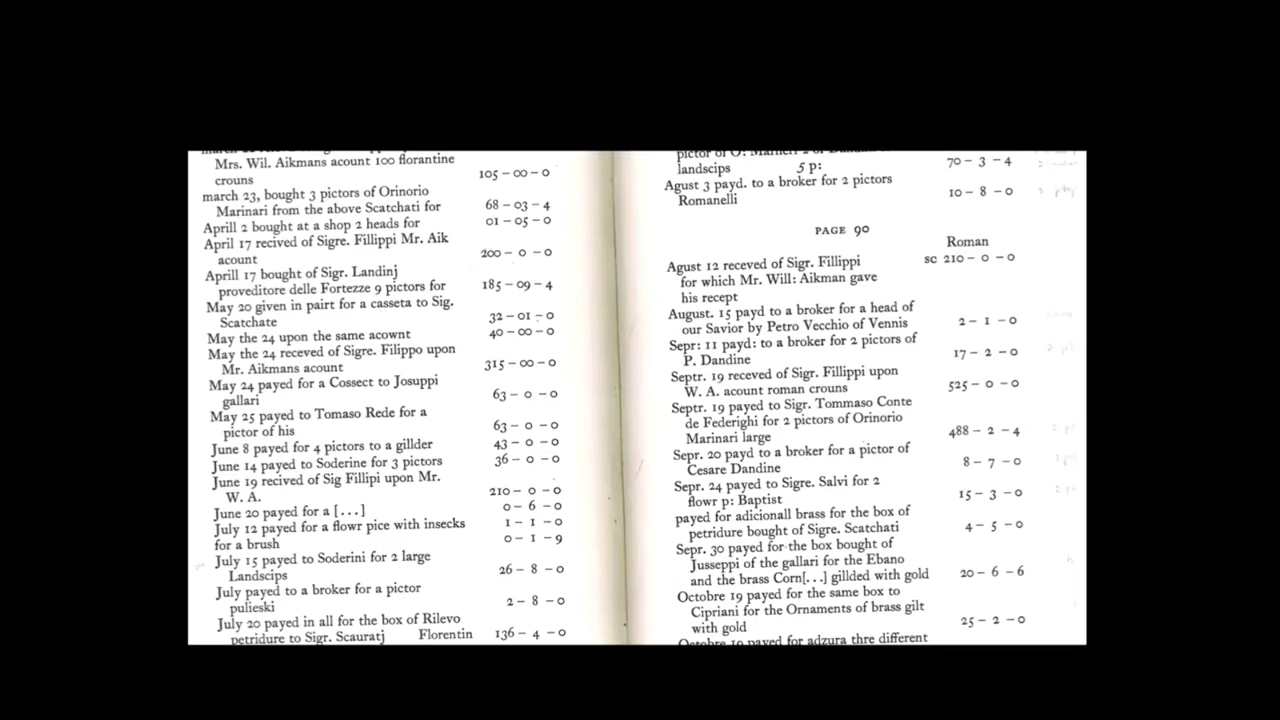 Mrs. Wil. Aikmans acount 100 florantine
crouns 105 – 00 – 0
march 23, bought 3 pictors of Orinorio
Marinari from the above Scatchati for 68 – 03 – 4
Aprill 2 bought at a shop 2 heads for 01 – 05 – 0
April 17 recived of Sigre. Fillippi Mr. Aik
acount 200 – 0 – 0
Aprill 17 bought of Sigr. Landinj
proveditore delle Fortezze 9 pictors for 185 – 09 – 4
May 20 given in pairt for a casseta to Sig.
Scatchate 32 – 01 – 0
May the 24 upon the same acownt 40 – 00 – 0
May the 24 receved of Sigre. Filippo upon
Mr. Aikmans acount 315 – 00 – 0
May 24 payed for a Cossect to Josuppi
gallari 63 – 0 – 0
May 25 payed to Tomaso Rede for a
pictor of his 63 – 0 – 0
June 8 payed for 4 pictors to a gillder 43 – 0 – 0
June 14 payed to Soderine for 3 pictors 36 – 0 – 0
June 19 recived of Sig Fillipi upon Mr.
W. A. 210 – 0 – 0
June 20 payed for a [...] 0 – 6 – 0
July 12 payed for a flowr pice with insecks 1 – 1 – 0
for a brush 0 – 1 – 9
July 15 payed to Soderini for 2 large
Landscips 26 – 8 – 0
July payed to a broker for a pictor
pulieski 2 – 8 – 0
July 20 payed in all for the box of Rilevo
petridure to Sigr. Scauratj Florentin 136 – 4 – 0
pictor of O: Marineri 2 of
landscips 5 p: 70 – 3 – 4
Agust 3 payd. to a broker for 2 pictors
Romanelli 10 – 8 – 0
PAGE 90
Roman
Agust 12 receved of Sigr. Fillippi sc 210 – 0 – 0
for which Mr. Will: Aikman gave
his recept
August. 15 payd to a broker for a head of
our Savior by Petro Vecchio of Vennis 2 – 1 – 0
Sepr: 11 payd: to a broker for 2 pictors of
P. Dandine 17 – 2 – 0
Septr. 19 receved of Sigr. Fillippi upon
W. A. acount roman crouns 525 – 0 – 0
Septr. 19 payed to Sigr. Tommaso Conte
de Federighi for 2 pictors of Orinorio
Marinari large 488 – 2 – 4
Sepr. 20 payd to a broker for a pictor of
Cesare Dandine 8 – 7 – 0
Sepr. 24 payed to Sigre. Salvi for 2
flowr p: Baptist 15 – 3 – 0
payed for adicionall brass for the box of
petridure bought of Sigre. Scatchati 4 – 5 – 0
Sepr. 30 payed for the box bought of
Jusseppi of the gallari for the Ebano
and the brass Corn[...] gillded with gold 20 – 6 – 6
Octobre 19 payed for the same box to
Cipriani for the Ornaments of brass gilt
with gold 25 – 2 – 0
Octobre 19 payed for adzura thre different